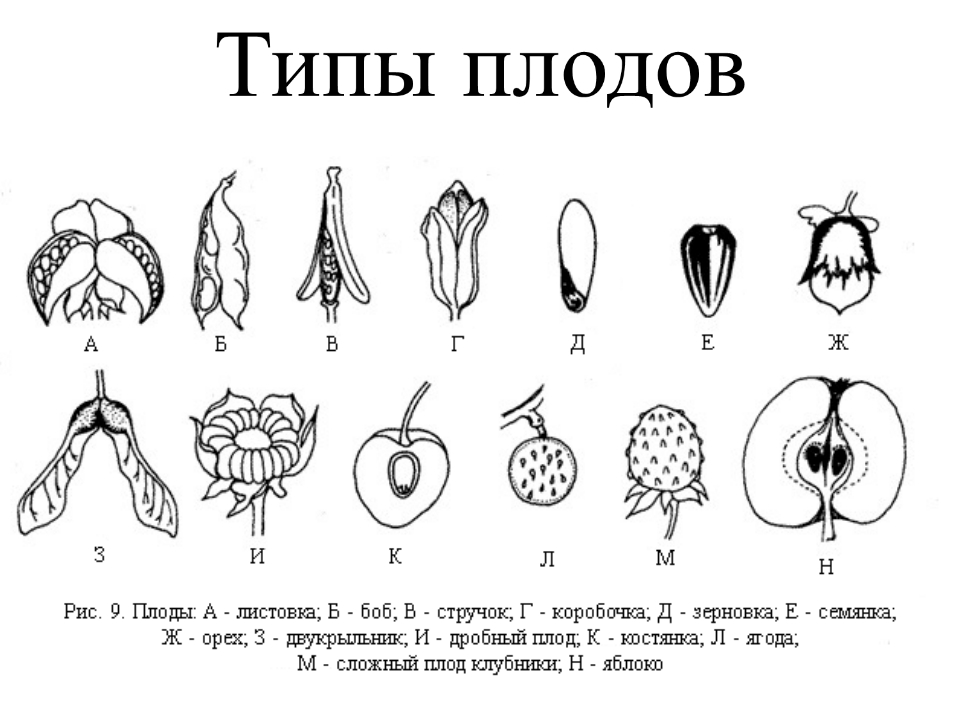 Типы плодов
А Б В Г Д Е Ж
З И К Л М Н
Рис. 9. Плоды: А - листовка; Б - боб; В - стручок; Г - коробочка; Д - зерновка; Е - семянка;
Ж - орех; З - двукрыльник; И - дробный плод; К - костянка; Л - ягода;
М - сложный плод клубники; Н - яблоко